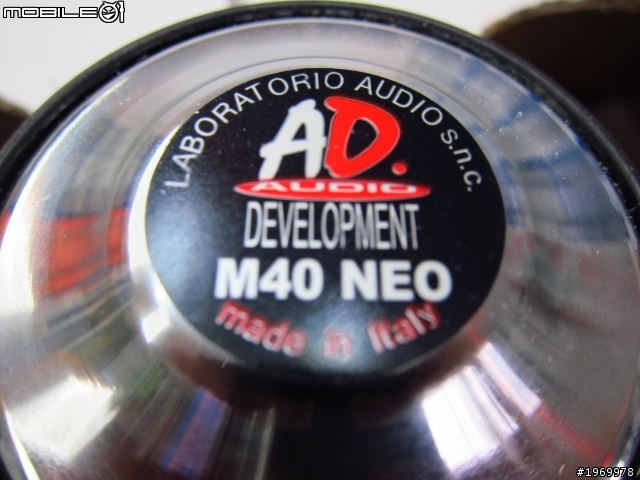 MOBILE01
LABORATORIO AUDIO s.n.c.
AD.
AUDIO
DEVELOPMENT
M40 NEO
made in Italy
#1969978